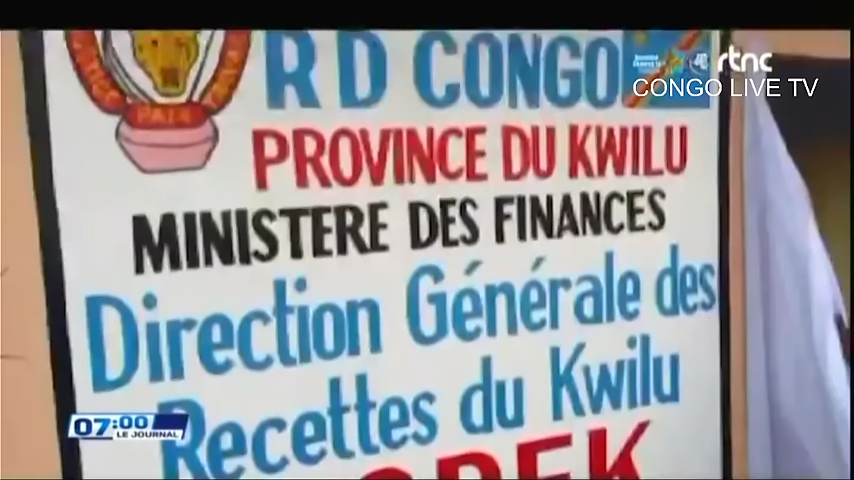 R D CONGO
rtnc
CONGO LIVE TV
PROVINCE DU KWILU
MINISTERE DES FINANCES
Direction Générale des
Recettes du Kwilu
07:00
LE JOURNAL
PAIX